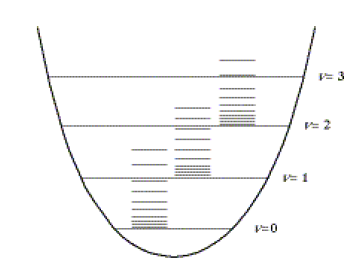 v= 3
v= 2
v= 1
v=0